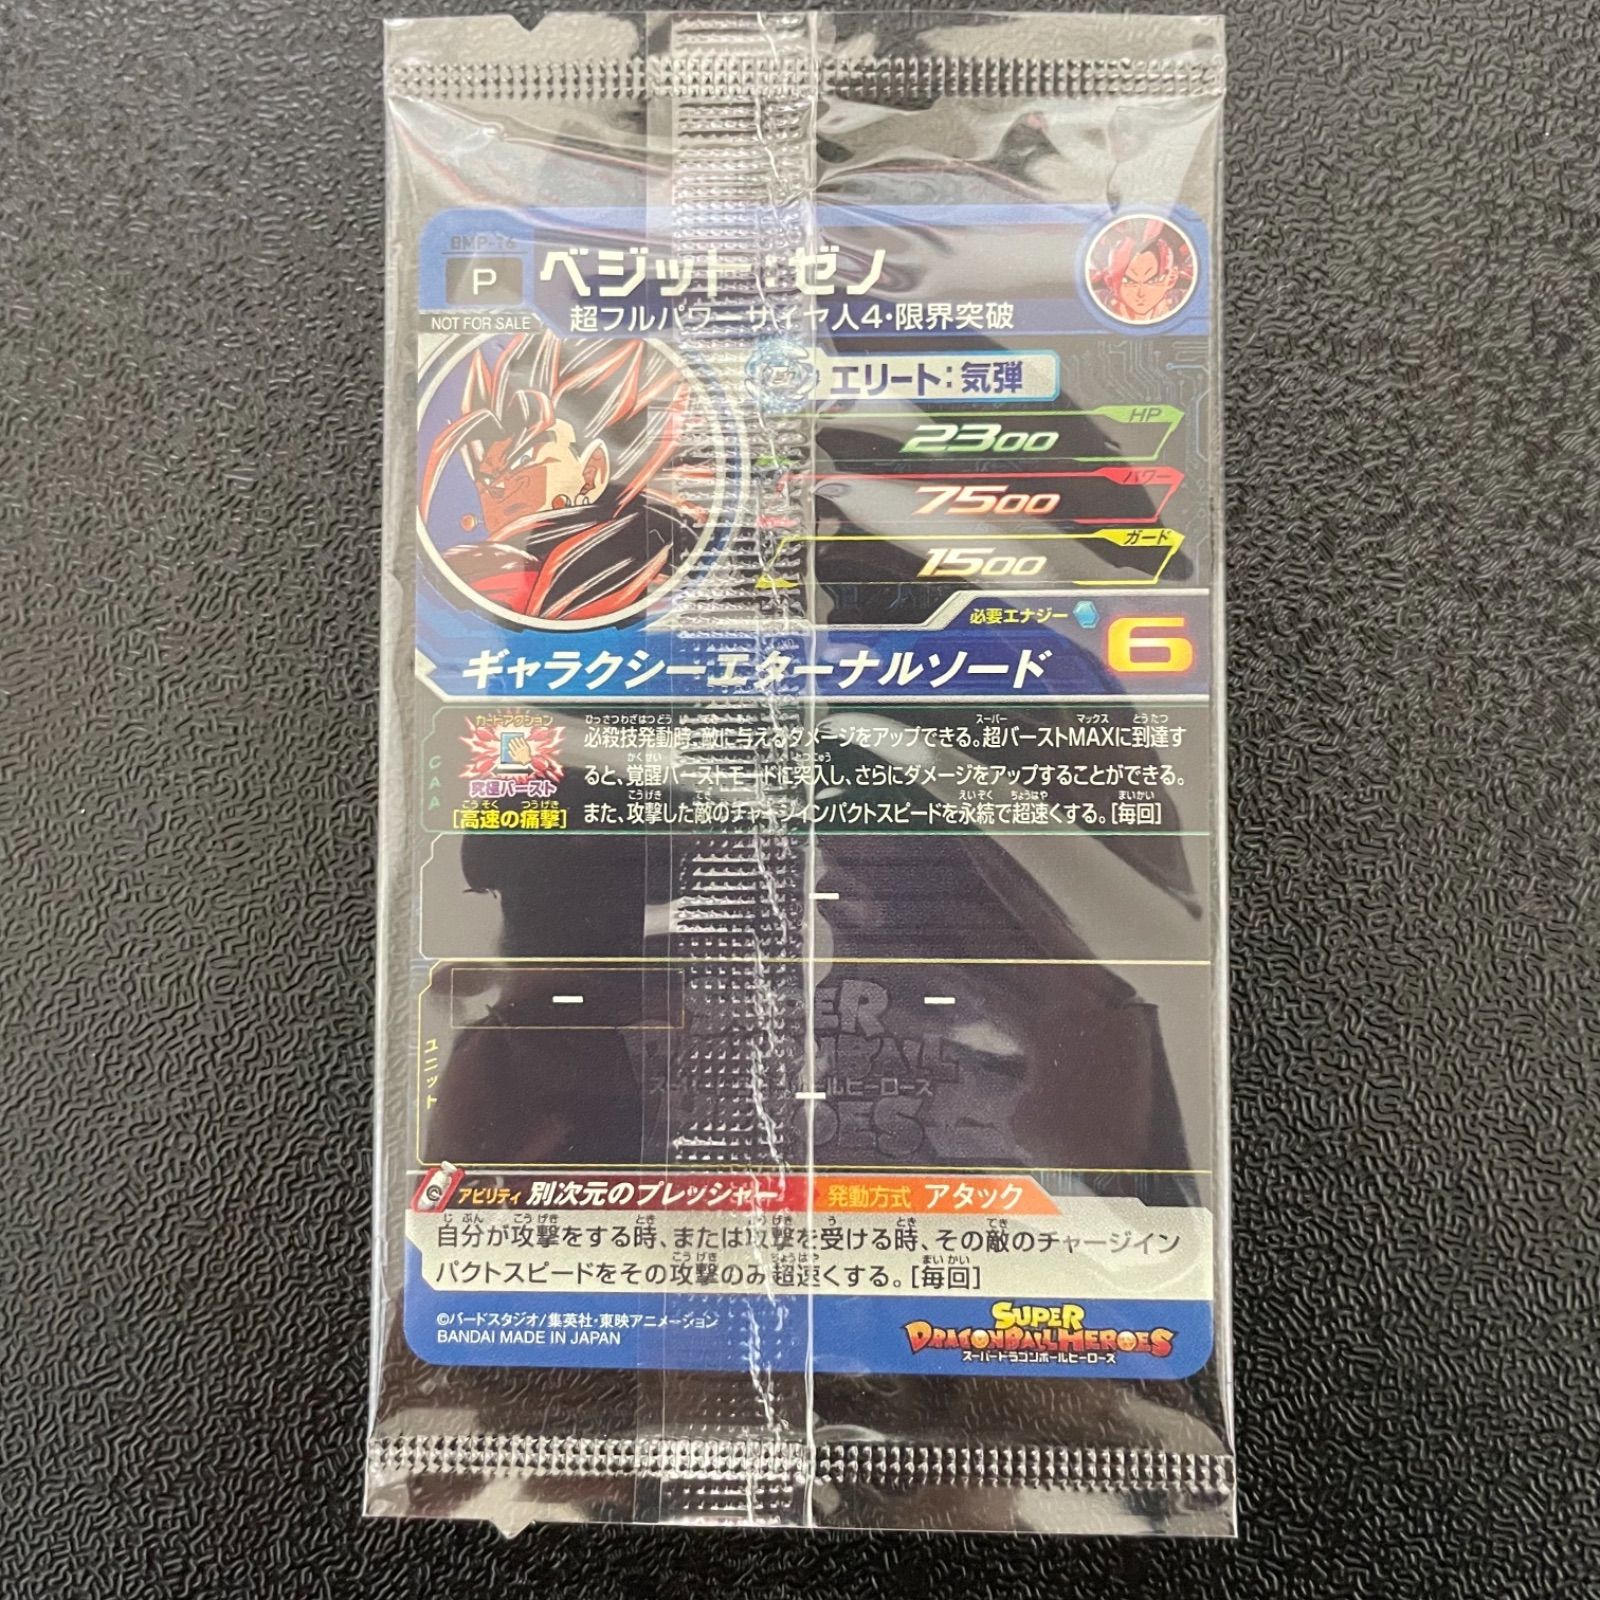 BMP-16
P
NOT FOR SALE
ベジット:ゼノ
超フルパワーサイヤ人4・限界突破
エリート:気弾
HP
2300
パワー
7500
ガード
1500
必要エナジー
6
ギャラクシーエターナルソード
CAA
カードアクション
究極バースト
[高速の痛撃]
必殺技発動時、敵に与えるダメージをアップできる。超バーストMAXに到達す
ると、覚醒バーストモードに突入し、さらにダメージをアップすることができる。
また、攻撃した敵のチャージインパクトスピードを永続で超速くする。[毎回]
ー
ユニット
ー
ー
ー
アビリティ 別次元のプレッシャー
発動方式 アタック
自分が攻撃をする時、または攻撃を受ける時、その敵のチャージイン
パクトスピードをその攻撃のみ超速くする。[毎回]
©バードスタジオ/集英社・東映アニメーション
BANDAI MADE IN JAPAN
SUPER
DRAGONBALL HEROES
スーパードラゴンボールヒーローズ